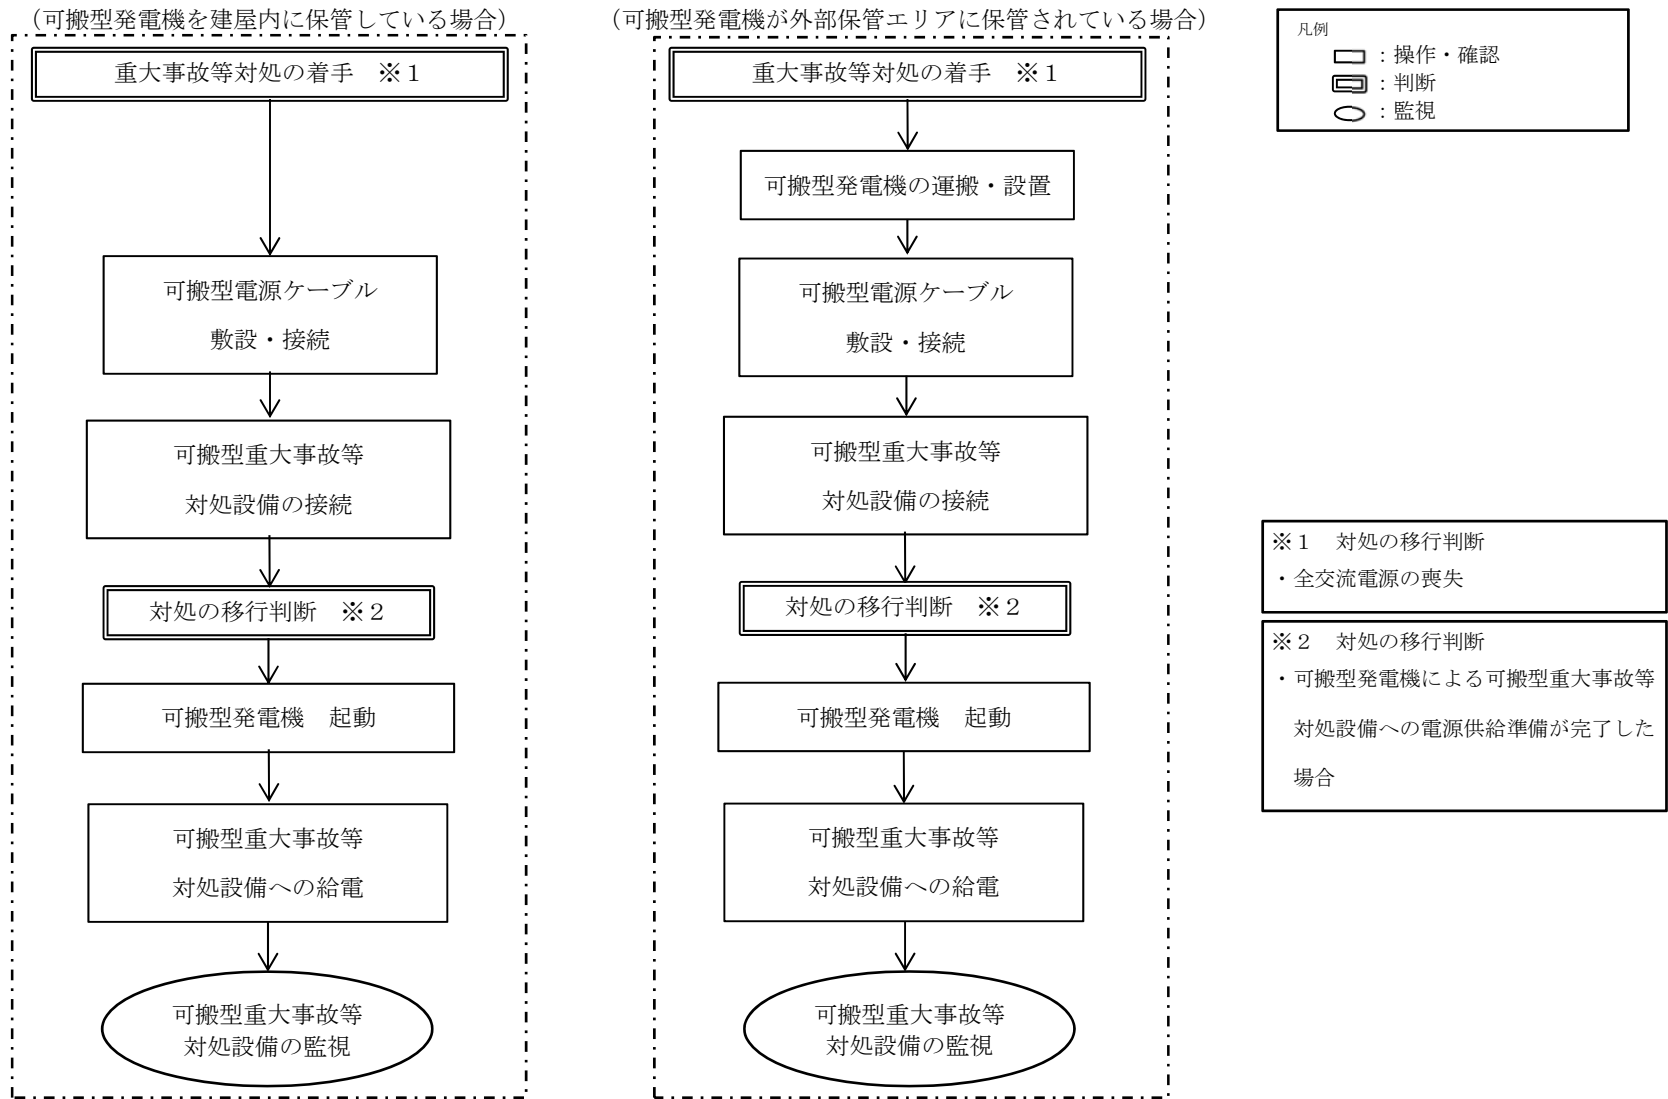 （可搬型発電機を建屋内に保管している場合）
重大事故等対処の着手　※１
可搬型電源ケーブル
敷設・接続
可搬型重大事故等
対処設備の接続
対処の移行判断　※２
可搬型発電機　起動
可搬型重大事故等
対処設備への給電
可搬型重大事故等
対処設備の監視
（可搬型発電機が外部保管エリアに保管されている場合）
重大事故等対処の着手　※１
可搬型発電機の運搬・設置
可搬型電源ケーブル
敷設・接続
可搬型重大事故等
対処設備の接続
対処の移行判断　※２
可搬型発電機　起動
可搬型重大事故等
対処設備への給電
可搬型重大事故等
対処設備の監視
凡例
：操作・確認
：判断
：監視
※１　対処の移行判断
・全交流電源の喪失
※２　対処の移行判断
・可搬型発電機による可搬型重大事故等
対処設備への電源供給準備が完了した
場合